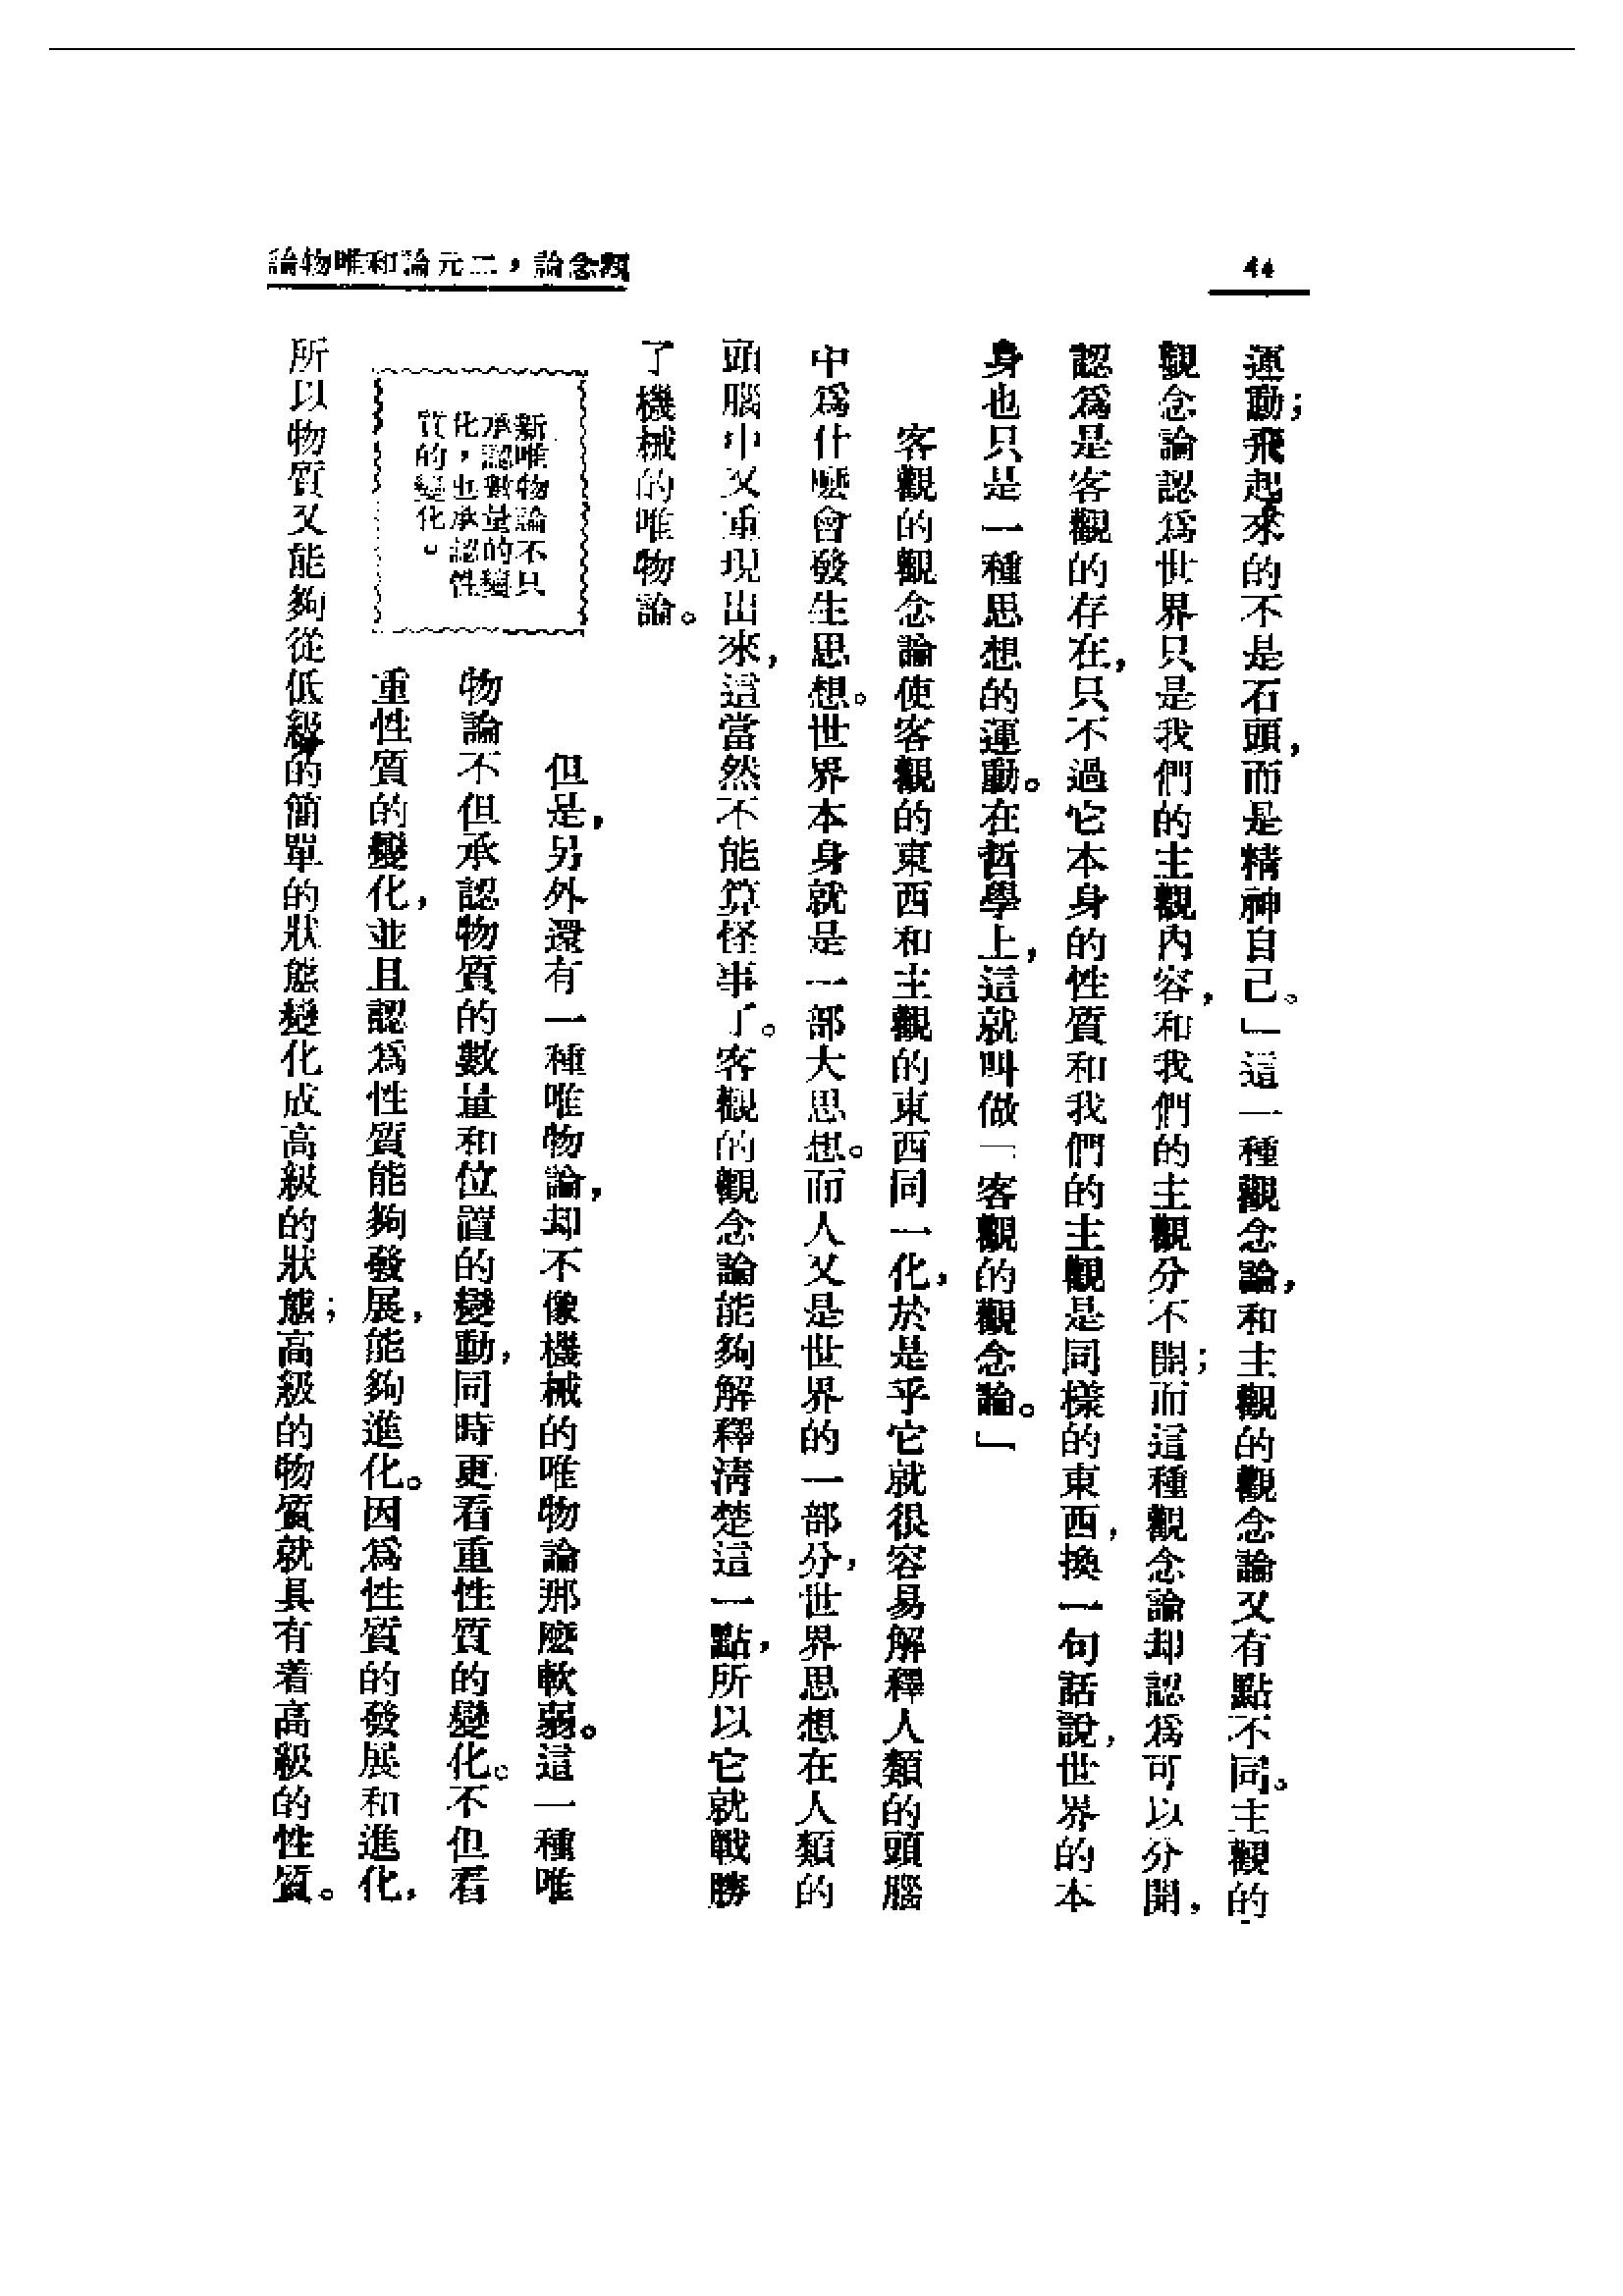 44
觀念論，二元論和唯物論
運動；飛起來的不是石頭，而是精神自己。」這一種觀念論，和主觀的觀念論又有點不同。主觀的
觀念論認爲世界只是我們的主觀內容，和我們的主觀分不開；而這種觀念論却認爲可以分開，
認爲是客觀的存在，只不過它本身的性質和我們的主觀是同樣的東西，換一句話說，世界的本
身也只是一種思想的運動。在哲學上，這就叫做「客觀的觀念論。」
客觀的觀念論使客觀的東西和主觀的東西同一化，於是乎它就很容易解釋人類的頭腦
中爲什麼會發生思想。世界本身就是一部大思想。而人又是世界的一部分，世界思想在人類的
頭腦中又重現出來，這當然不能算怪事了。客觀的觀念論能夠解釋淸楚這一點，所以它就戰勝
了機械的唯物論。
新唯物論不只
承認數量的變
化，也承認性
質的變化。
但是，另外還有一種唯物論，却不像機械的唯物論那麼軟弱。這一種唯
物論不但承認物質的數量和位置的變動，同時更看重性質的變化。不但看
重性質的變化，並且認爲性質能夠發展，能夠進化。因爲性質的發展和進化，
所以物質又能夠從低級的簡單的狀態變化成高級的狀態；高級的物質就具有着高級的性質。